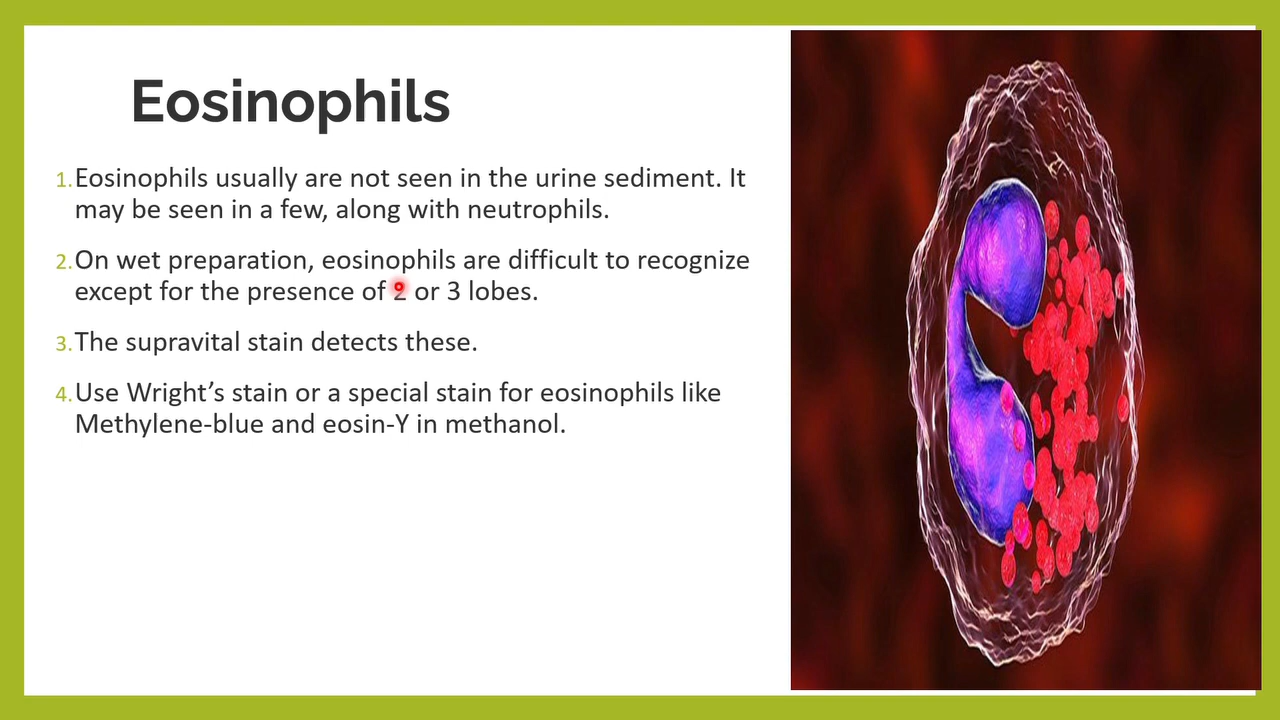 Eosinophils
1. Eosinophils usually are not seen in the urine sediment. It
may be seen in a few, along with neutrophils.
2. On wet preparation, eosinophils are difficult to recognize
except for the presence of 2 or 3 lobes.
3. The supravital stain detects these.
4. Use Wright’s stain or a special stain for eosinophils like
Methylene-blue and eosin-Y in methanol.